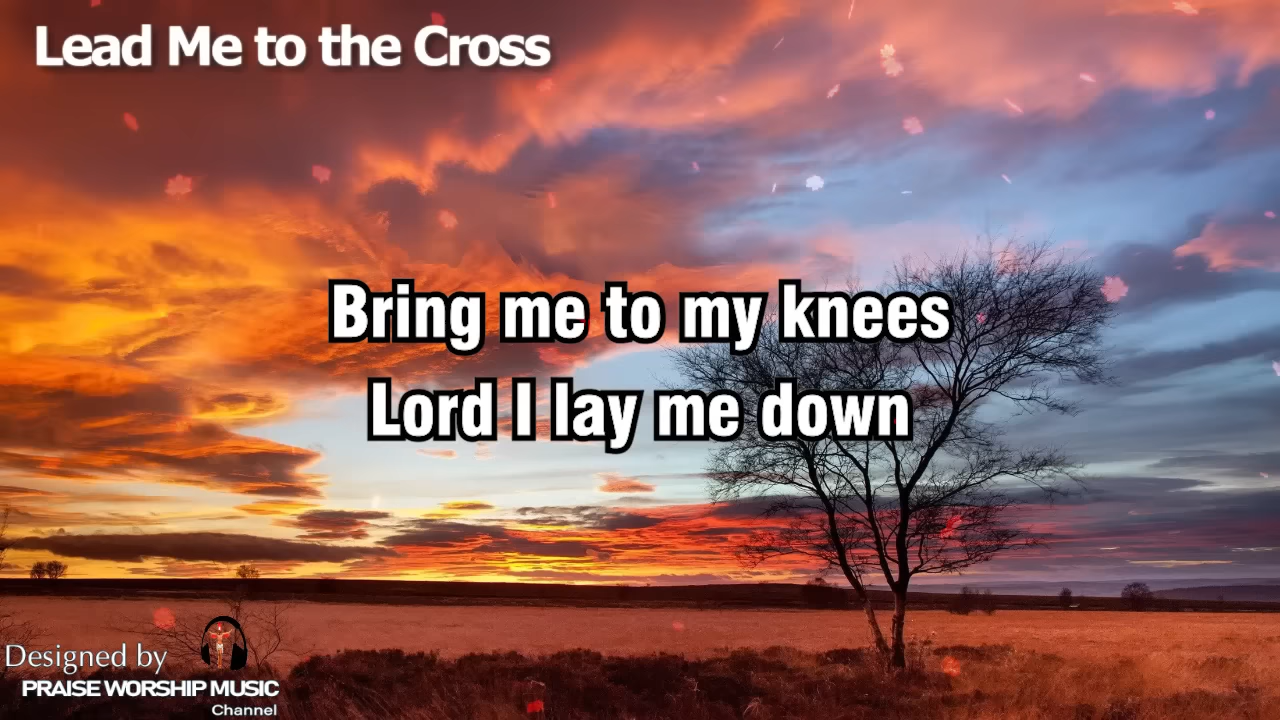 Lead Me to the Cross
Bring me to my knees
Lord I lay me down
Designed by
PRAISE WORSHIP MUSIC
Channel